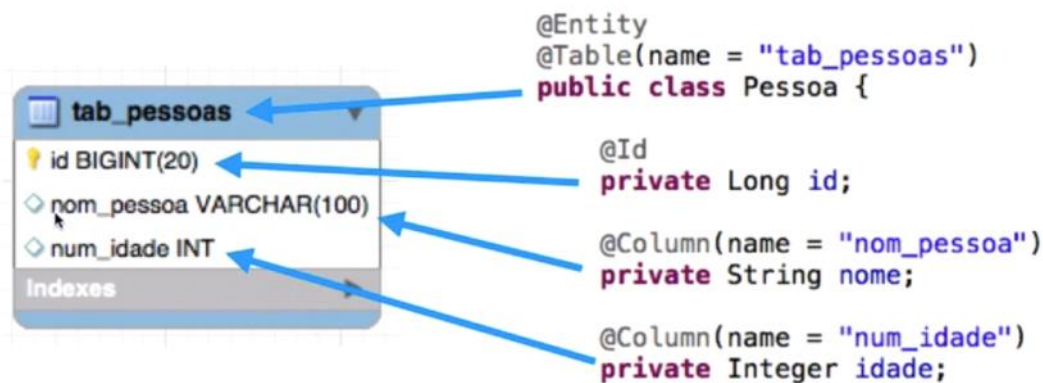 tab_pessoas
id BIGINT(20)
nom_pessoa VARCHAR(100)
num_idade INT
Indexes
@Entity
@Table(name = "tab_pessoas")
public class Pessoa {
@Id
private Long id;
@Column(name = "nom_pessoa")
private String nome;
@Column(name = "num_idade")
private Integer idade;